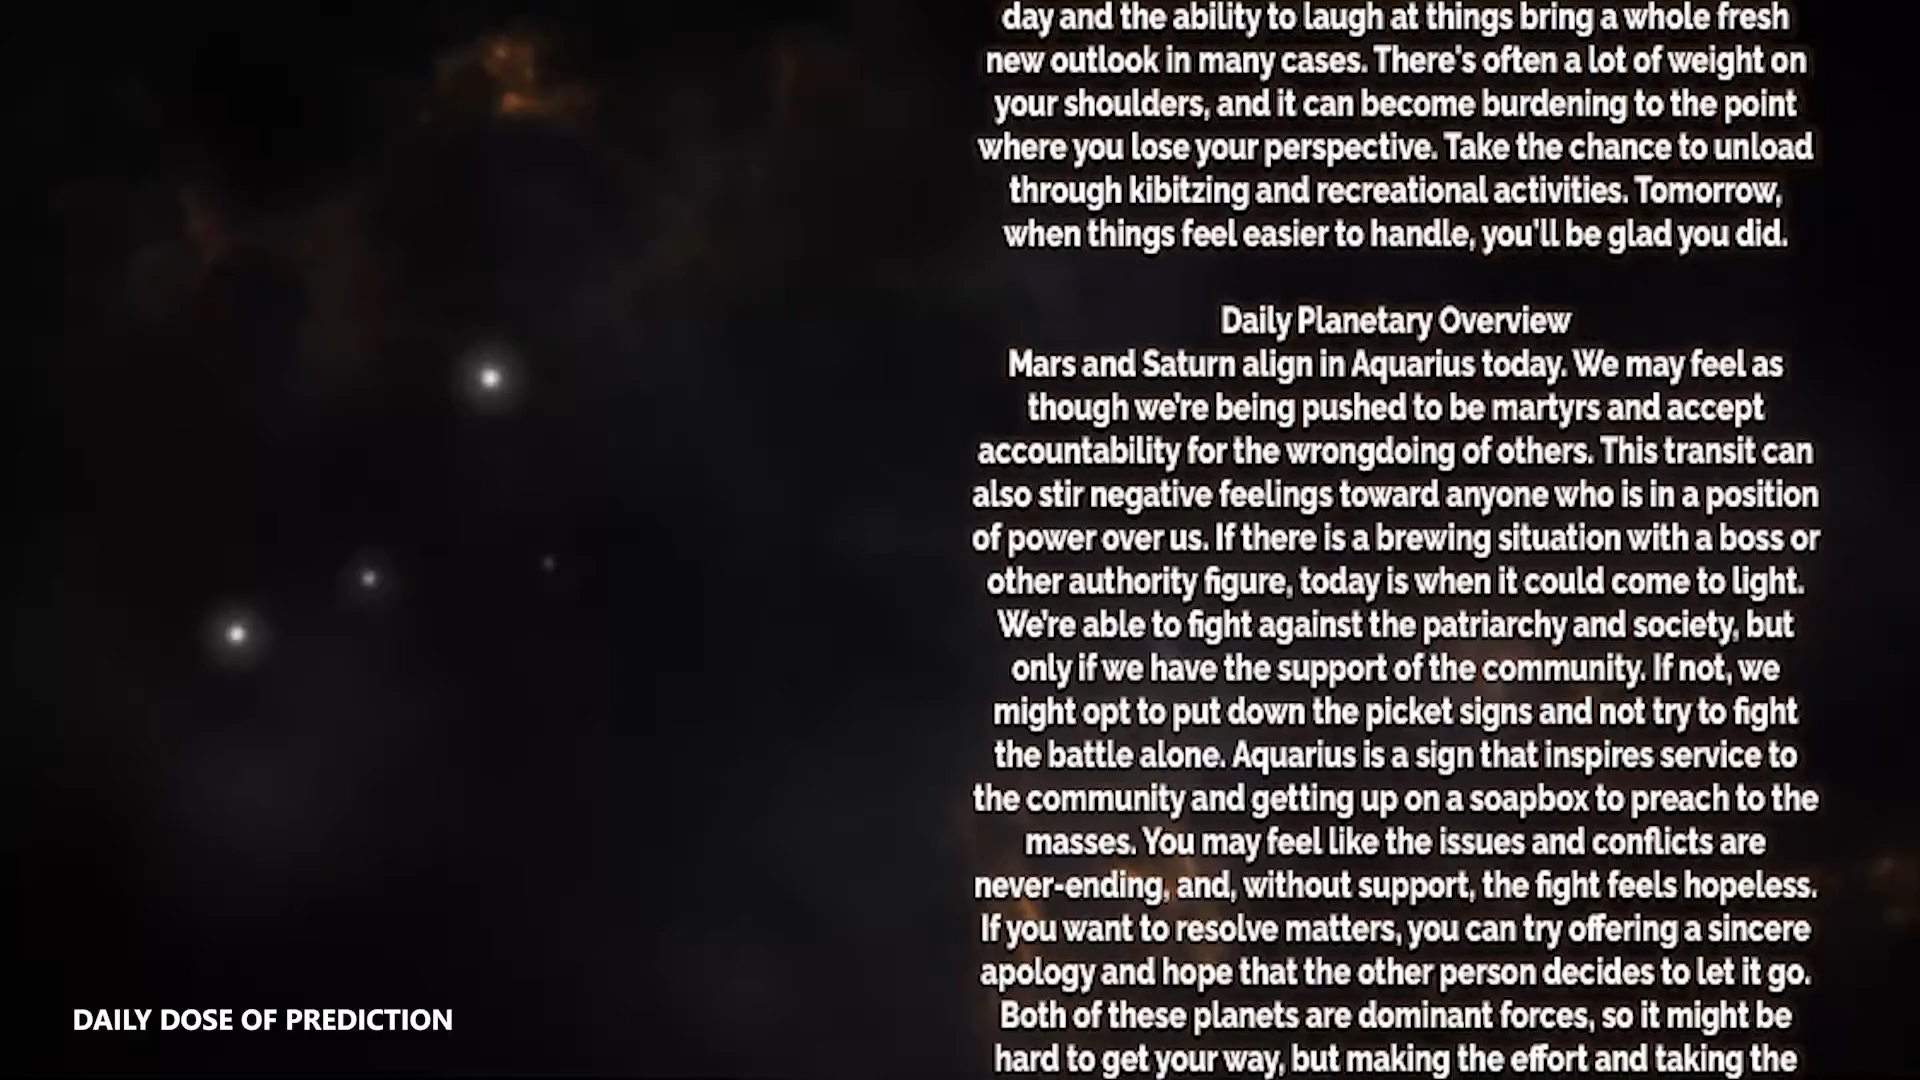 day and the ability to laugh at things bring a whole fresh
new outlook in many cases. There's often a lot of weight on
your shoulders, and it can become burdening to the point
where you lose your perspective. Take the chance to unload
through kibitzing and recreational activities. Tomorrow,
when things feel easier to handle, you'll be glad you did.
Daily Planetary Overview
Mars and Saturn align in Aquarius today. We may feel as
though we're being pushed to be martyrs and accept
accountability for the wrongdoing of others. This transit can
also stir negative feelings toward anyone who is in a position
of power over us. If there is a brewing situation with a boss or
other authority figure, today is when it could come to light.
We're able to fight against the patriarchy and society, but
only if we have the support of the community. If not, we
might opt to put down the picket signs and not try to fight
the battle alone. Aquarius is a sign that inspires service to
the community and getting up on a soapbox to preach to the
masses. You may feel like the issues and conflicts are
never-ending, and, without support, the fight feels hopeless.
If you want to resolve matters, you can try offering a sincere
apology and hope that the other person decides to let it go.
Both of these planets are dominant forces, so it might be
hard to get your way, but making the effort and taking the
DAILY DOSE OF PREDICTION